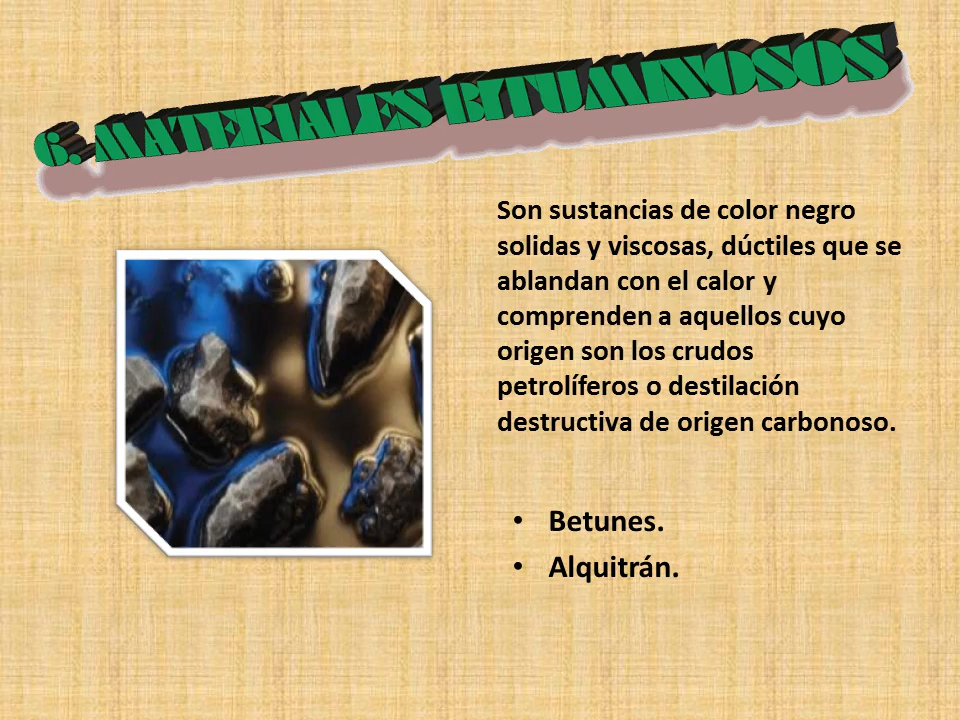 6. MATERIALES BITUMINOSOS
Son sustancias de color negro
solidas y viscosas, dúctiles que se
ablandan con el calor y
comprenden a aquellos cuyo
origen son los crudos
petrolíferos o destilación
destructiva de origen carbonoso.
• Betunes.
• Alquitrán.